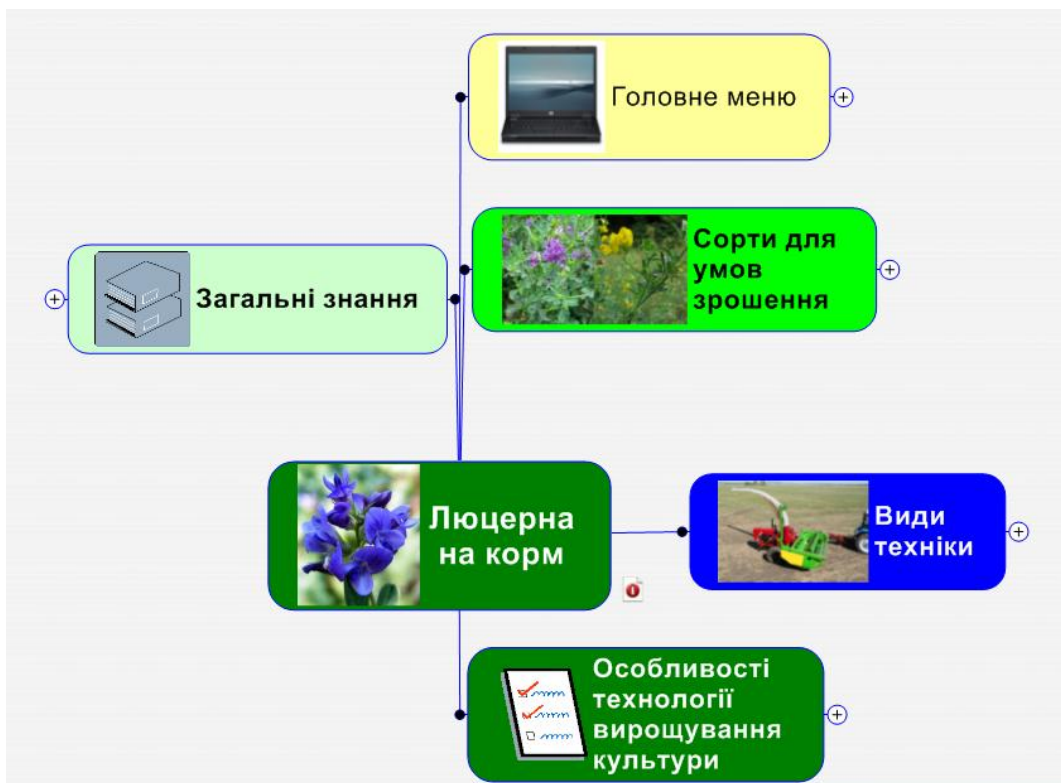 Головне меню
Сорти для
умов
зрошення
Загальні знання
Люцерна
на корм
Види
техніки
Особливості
технології
вирощування
культури